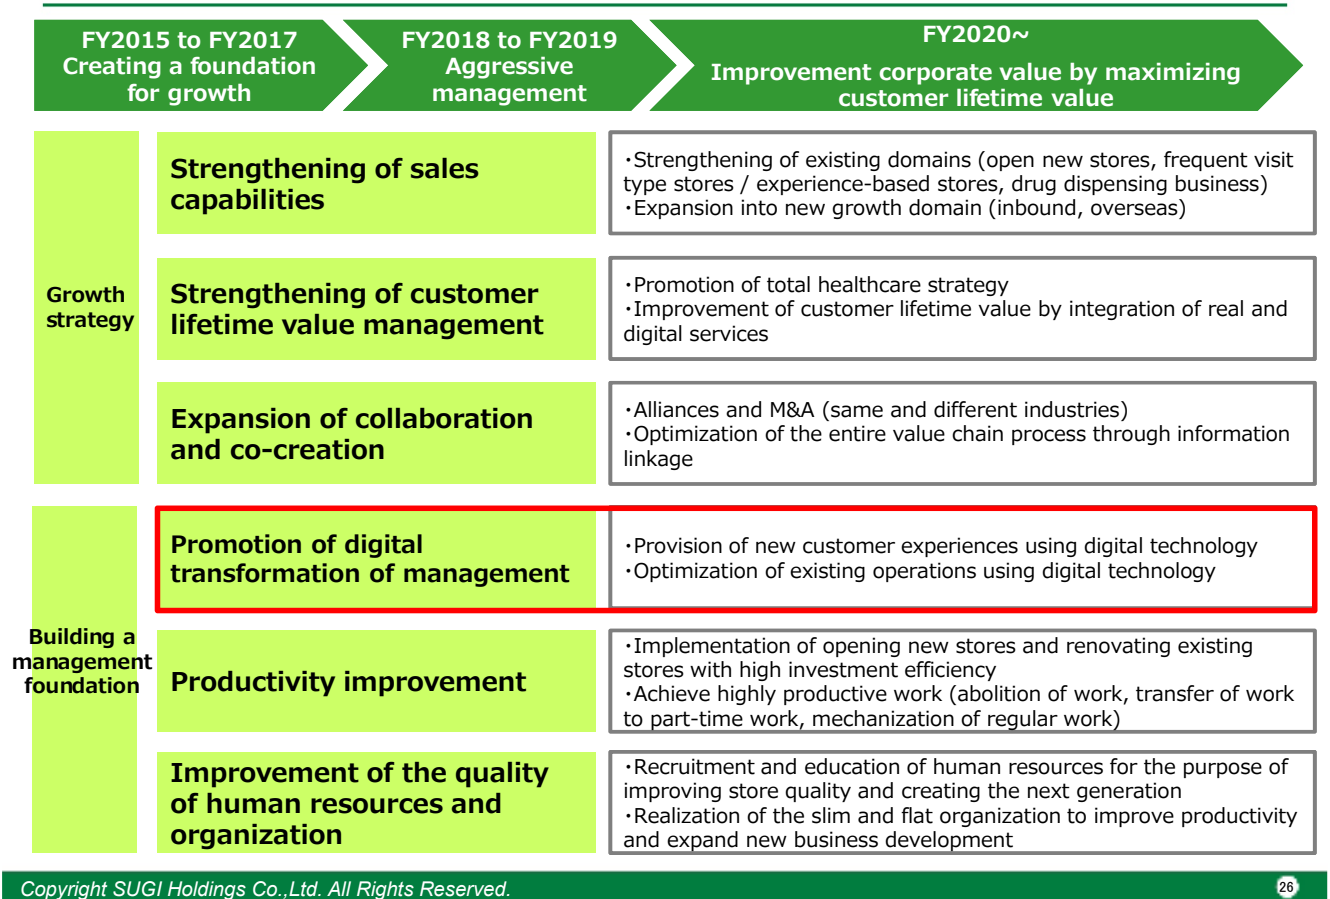 FY2015 to FY2017
Creating a foundation
for growth
FY2018 to FY2019
Aggressive
management
FY2020~
Improvement corporate value by maximizing
customer lifetime value
Growth
strategy
Strengthening of sales
capabilities
・Strengthening of existing domains (open new stores, frequent visit
type stores / experience-based stores, drug dispensing business)
・Expansion into new growth domain (inbound, overseas)
Strengthening of customer
lifetime value management
・Promotion of total healthcare strategy
・Improvement of customer lifetime value by integration of real and
digital services
Expansion of collaboration
and co-creation
・Alliances and M&A (same and different industries)
・Optimization of the entire value chain process through information
linkage
Building a
management
foundation
Promotion of digital
transformation of management
・Provision of new customer experiences using digital technology
・Optimization of existing operations using digital technology
Productivity improvement
・Implementation of opening new stores and renovating existing
stores with high investment efficiency
・Achieve highly productive work (abolition of work, transfer of work
to part-time work, mechanization of regular work)
Improvement of the quality
of human resources and
organization
・Recruitment and education of human resources for the purpose of
improving store quality and creating the next generation
・Realization of the slim and flat organization to improve productivity
and expand new business development
Copyright SUGI Holdings Co.,Ltd. All Rights Reserved.
26